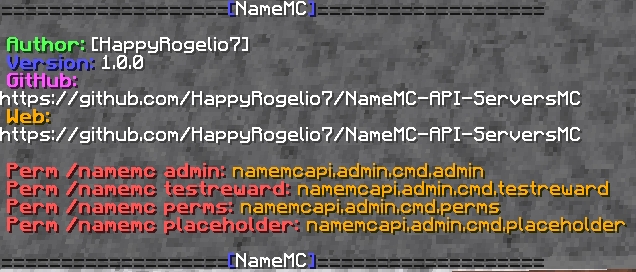 ====================[NameMC]====================
Author: [HappyRogelio7]
Version: 1.0.0
GitHub:
https://github.com/HappyRogelio7/NameMC-API-ServersMC
Web:
https://github.com/HappyRogelio7/NameMC-API-ServersMC
Perm /namemc admin: namemcapi.admin.cmd.admin
Perm /namemc testreward: namemcapi.admin.cmd.testreward
Perm /namemc perms: namemcapi.admin.cmd.perms
Perm /namemc placeholder: namemcapi.admin.cmd.placeholder
====================[NameMC]====================